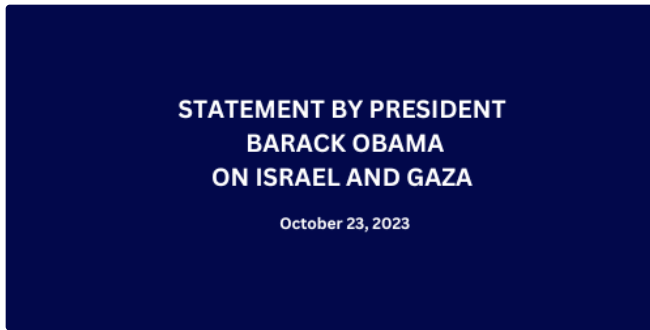 STATEMENT BY PRESIDENT
BARACK OBAMA
ON ISRAEL AND GAZA
October 23, 2023